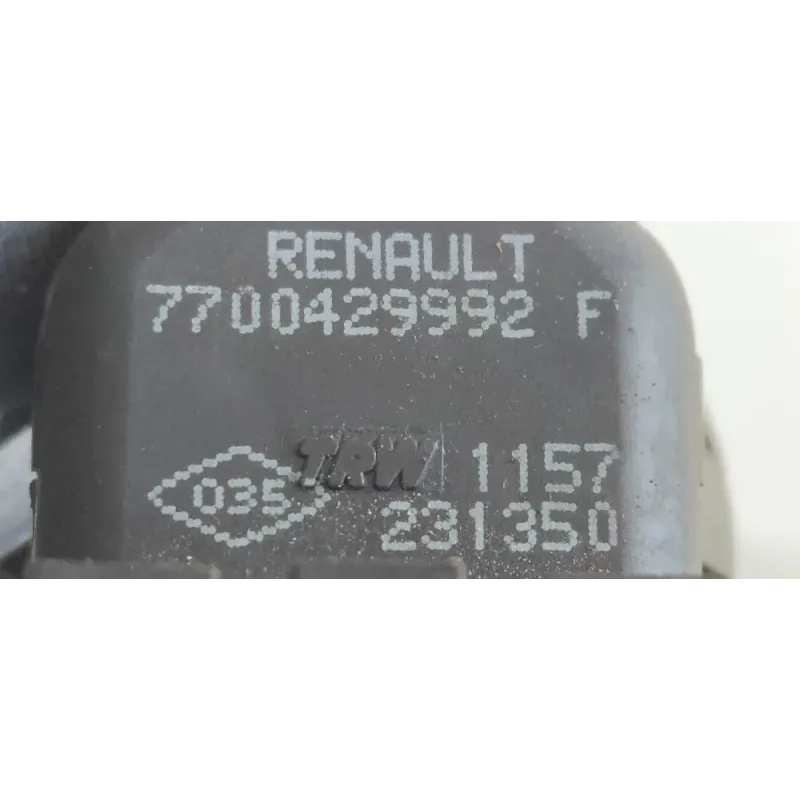 RENAULT
7700429992 F
035 TRW 1157
231350